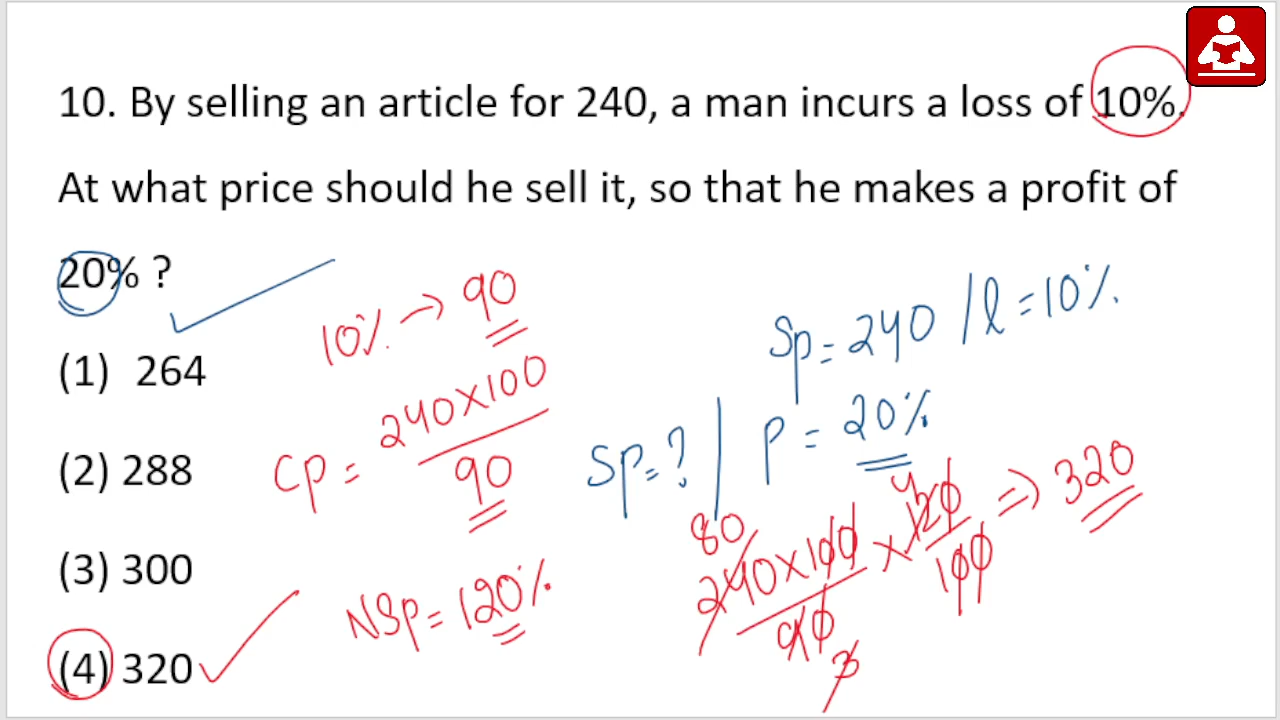 10. By selling an article for 240, a man incurs a loss of 10%.
At what price should he sell it, so that he makes a profit of
20% ?
10% → 90
Sp = 240 / l = 10%
(1) 264
CP = 240×100
90
Sp = ? | P = 20%
(2) 288
80 4
240×100 × 120 ⇒ 320
90 100
3
(3) 300
NSp = 120%
(4) 320